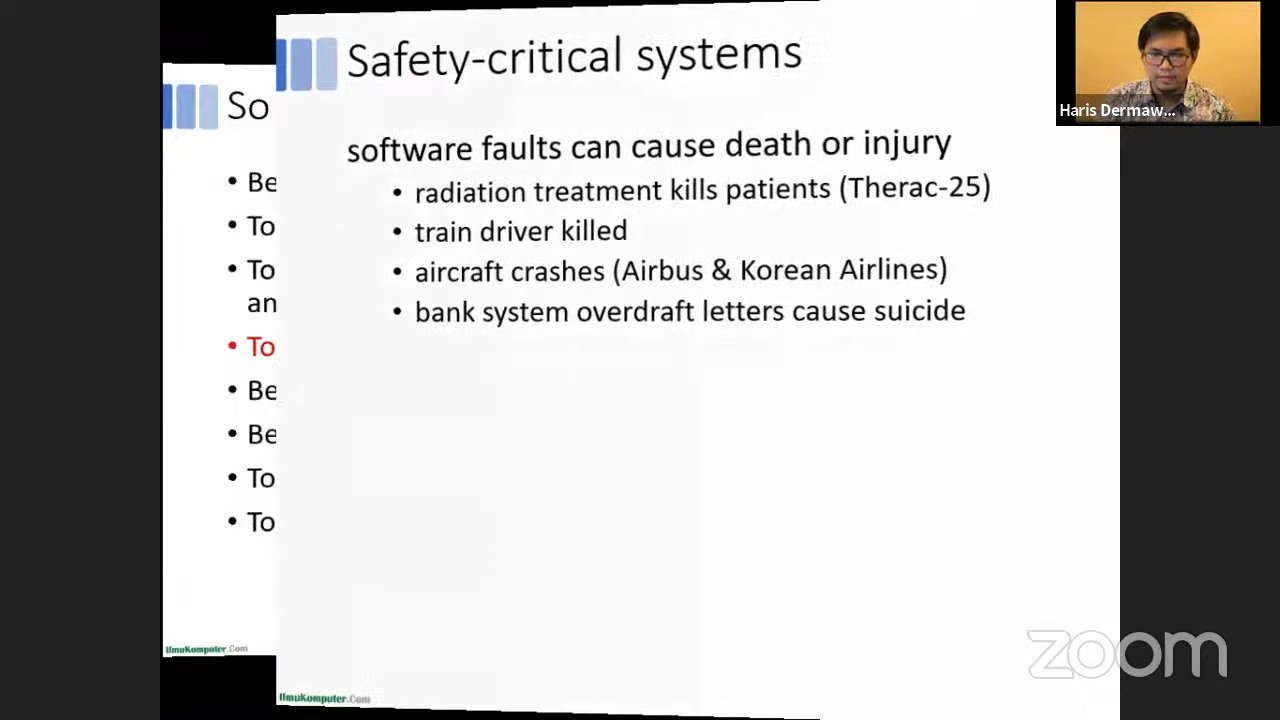 Safety-critical systems
software faults can cause death or injury
• radiation treatment kills patients (Therac-25)
• train driver killed
• aircraft crashes (Airbus & Korean Airlines)
• bank system overdraft letters cause suicide
IlmuKomputer.Com
So
• Be
• To
• To
an
• To
• Be
• Be
• To
• To
IlmuKomputer.Com
Haris Dermaw...
zoom